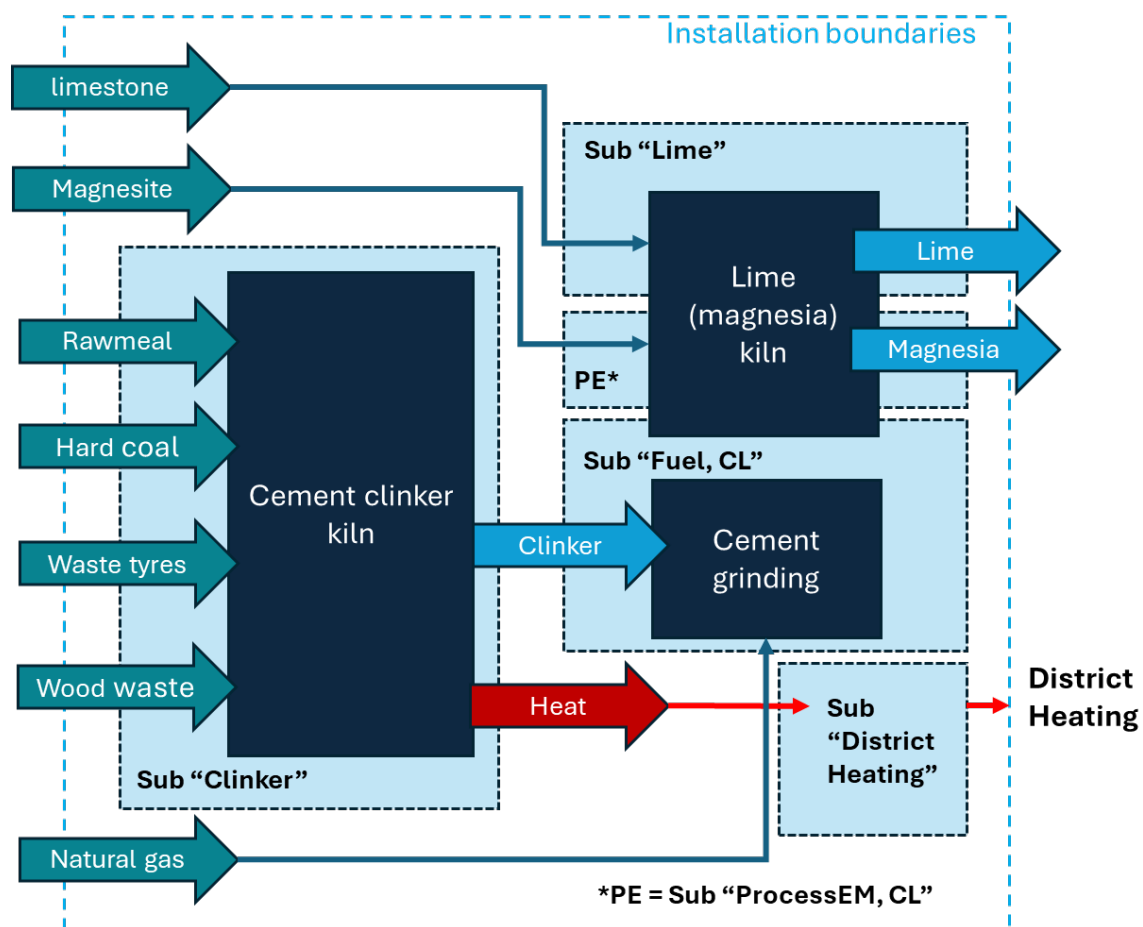 Installation boundaries
limestone
Magnesite
Sub “Lime”
Lime
(magnesia)
kiln
Lime
Magnesia
PE*
Rawmeal
Hard coal
Waste tyres
Wood waste
Cement clinker
kiln
Sub “Clinker”
Clinker
Sub “Fuel, CL”
Cement
grinding
Heat
Sub
“District
Heating”
District
Heating
Natural gas
*PE = Sub “ProcessEM, CL”